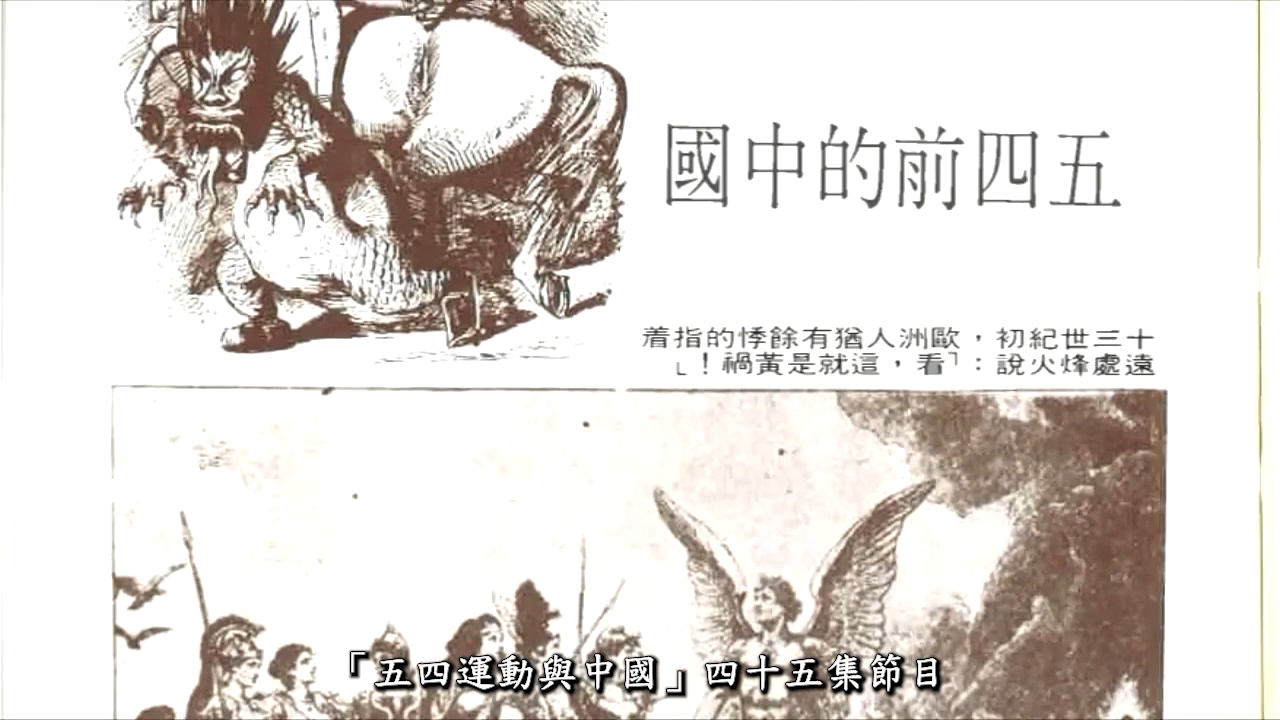 五四前的中國
十三世紀初，歐洲人猶有餘悸的指着
遠處烽火說：「看，這就是黃禍！」
「五四運動與中國」四十五集節目